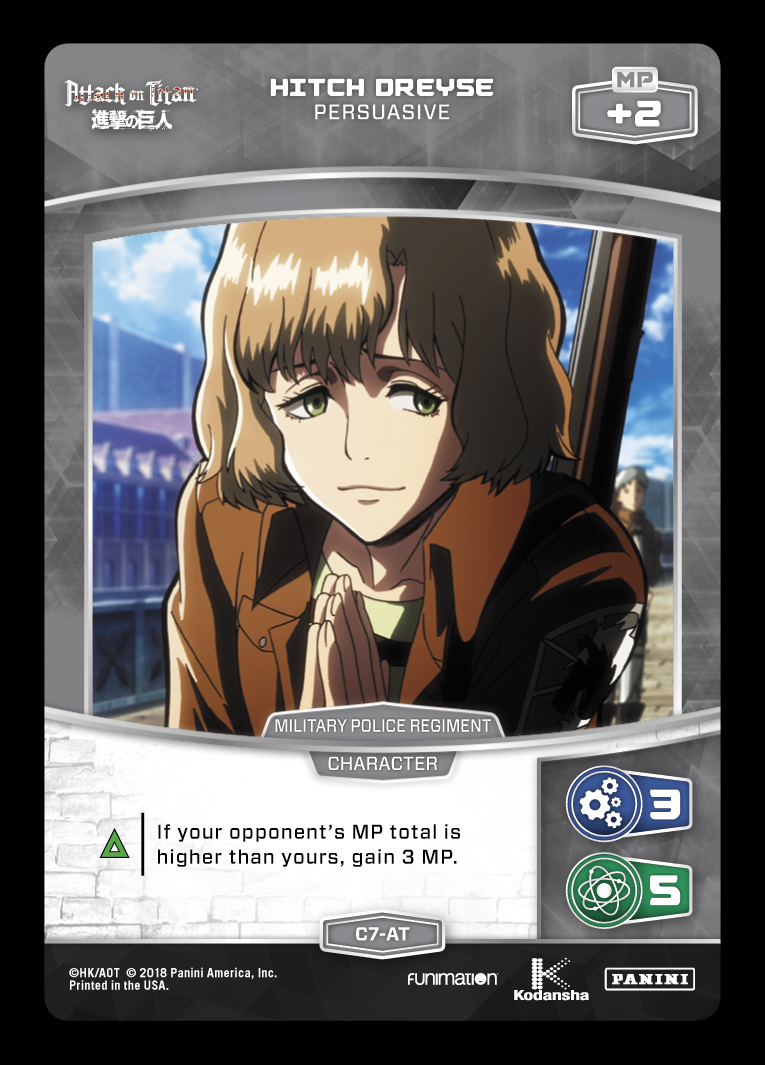 Attack on Titan
進撃の巨人
HITCH DREYSE
PERSUASIVE
MP
+2
MILITARY POLICE REGIMENT
CHARACTER
If your opponent's MP total is
higher than yours, gain 3 MP.
3
5
C7-AT
©HK/AOT © 2018 Panini America, Inc.
Printed in the USA.
FUNIMATION
K
Kodansha
PANINI